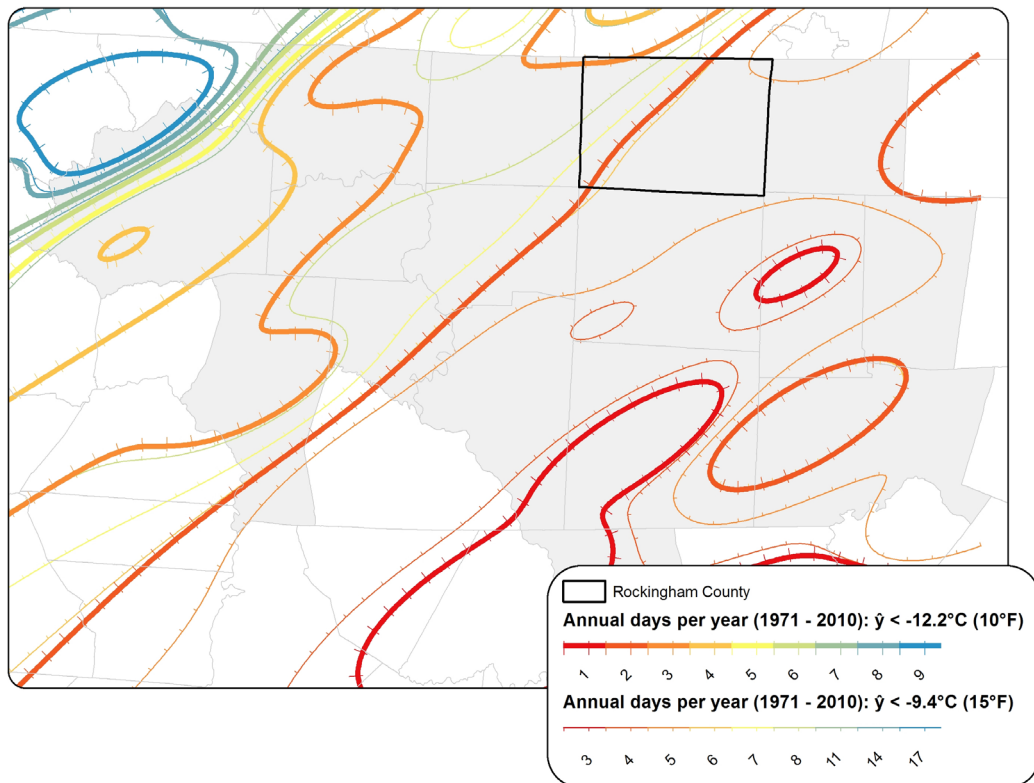 Rockingham County
Annual days per year (1971 - 2010): ŷ < -12.2°C (10°F)
1 2 3 4 5 6 7 8 9
Annual days per year (1971 - 2010): ŷ < -9.4°C (15°F)
3 4 5 6 7 8 11 14 17